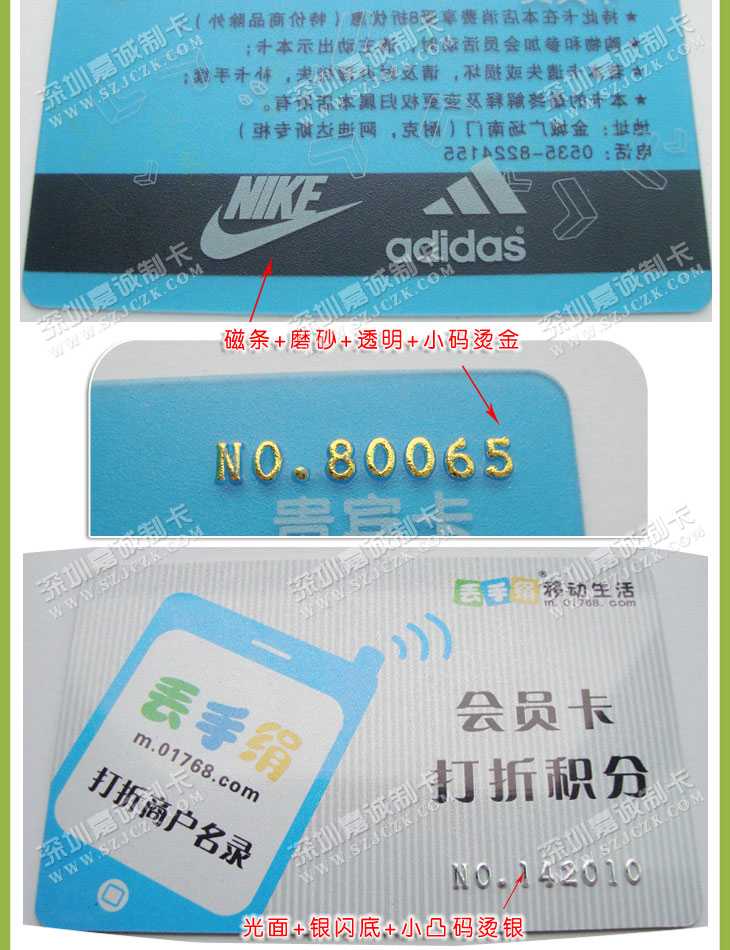 ★持此卡在本店消费享受8折优惠（特价商品除外）
★购物和参加会员活动时，请主动出示本卡；
★若本卡遗失或损坏，请及时办理挂失，补卡手续；
★本卡的最终解释及变更权归属本店所有。
地址：金城广场南门（耐克，阿迪达斯专柜）
电话：0535-8224155
NIKE
adidas
磁条+磨砂+透明+小码烫金
NO.80065
贵宾卡
丢手绢®移动生活
m.01768.com
丢手绢
m.01768.com
打折商户名录
会员卡
打折积分
NO.142010
光面+银闪底+小凸码烫银
深圳嘉诚制卡
WWW.SZJCZK.COM